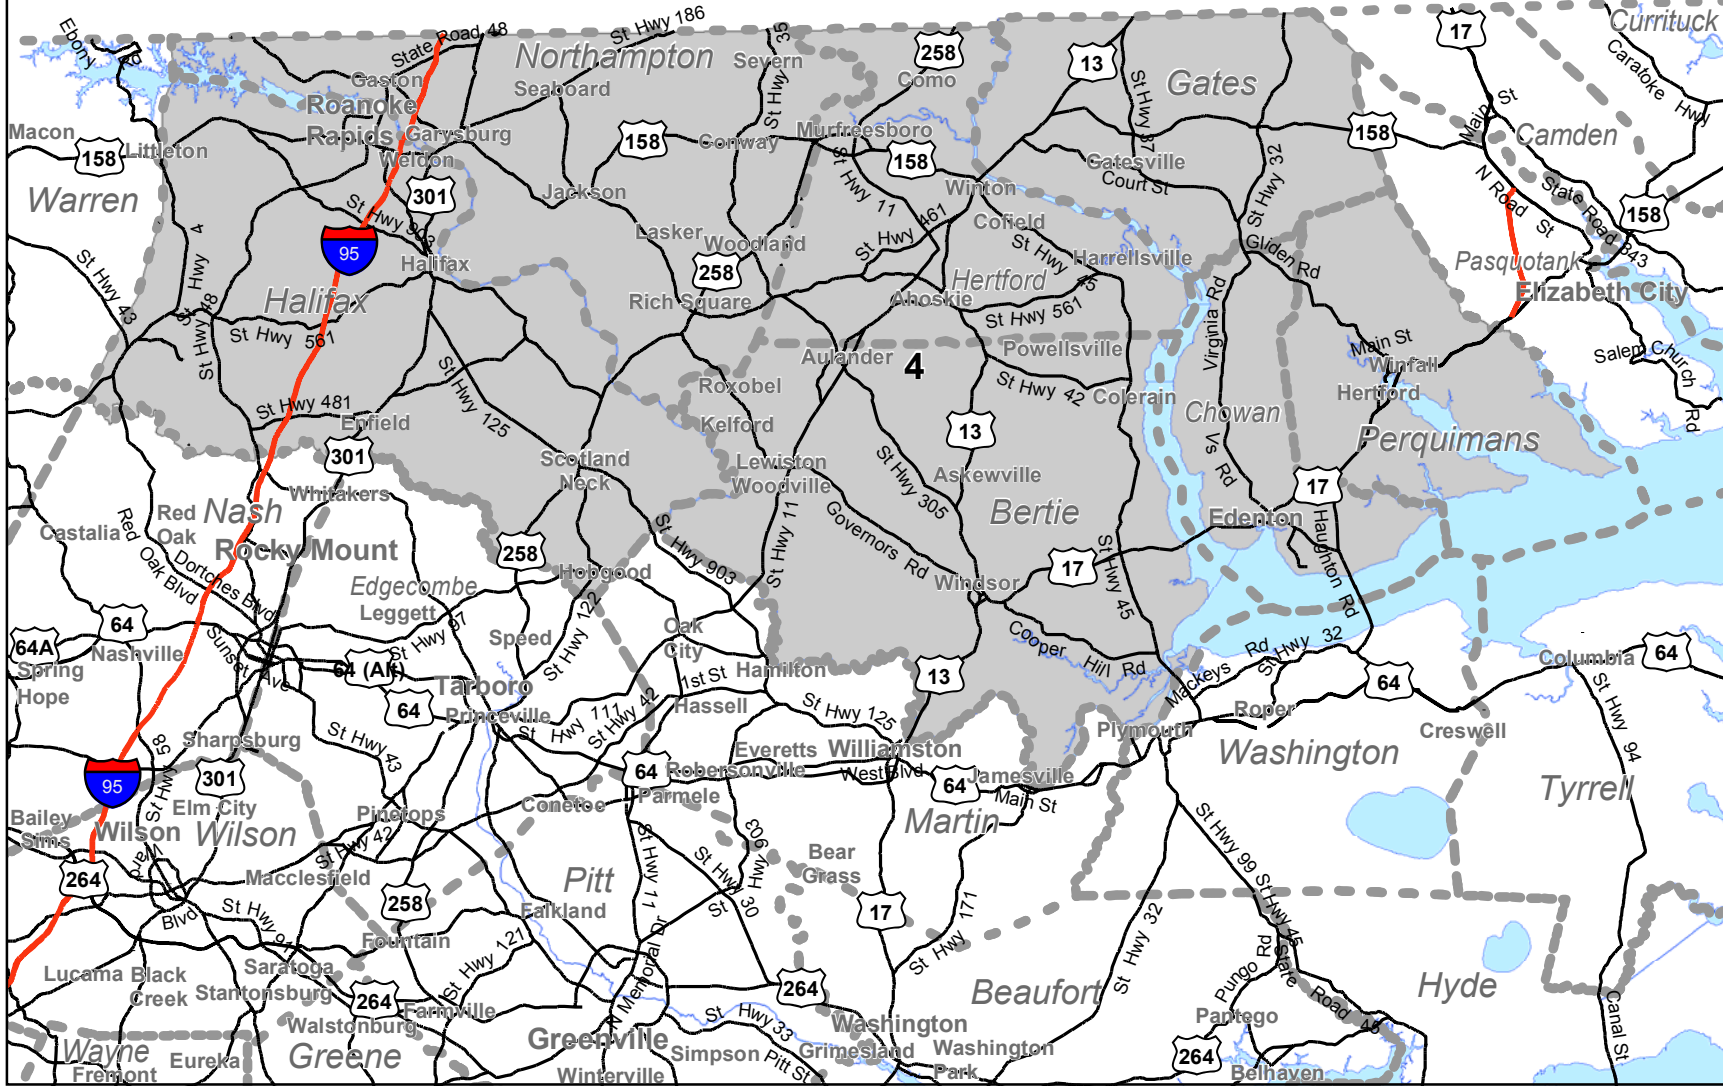 Ebony Rd
State Road 48
Northampton
St Hwy 186
Severn
St Hwy 35
258
Como
13
Gates
17
Currituck
Caratoke Hwy
Gaston
Seaboard
Roanoke
Rapids
Garysburg
Macon
158
Littleton
Weldon
158
Conway
Murfreesboro
158
St Hwy 11
St Hwy 37
Gatesville
Court St
St Hwy 32
158
Main St
Camden
Warren
301
St Hwy 903
Jackson
Winton
Cofield
St Hwy 461
N Road St
State Road 343
158
Pasquotank
St Hwy 43
St Hwy 4
95
Halifax
Lasker
Woodland
258
Rich Square
St Hwy 45
Harrellsville
Hertford
Ahoskie
St Hwy 561
Gliden Rd
Virginia Rd
Elizabeth City
Halifax
St Hwy 48
St Hwy 561
Aulander
4
Powellsville
St Hwy 42
Colerain
Main St
Winfall
Hertford
Salem Church Rd
St Hwy 481
Enfield
St Hwy 125
Roxobel
Kelford
13
Chowan
Vs Rd
Perquimans
301
Whitakers
Scotland
Neck
Lewiston
Woodville
St Hwy 305
Askewville
Bertie
17
Edenton
Haughton Rd
Castalia
Red
Oak
Nash
Red Oak Blvd
Rocky Mount
Dortches Blvd
258
St Hwy 903
St Hwy 11
Governors Rd
Windsor
17
St Hwy 45
Edgecombe
Leggett
Hobgood
64
64A
Nashville
Spring
Hope
Sunset Ave
St Hwy 97
64 (Alt)
Speed
St Hwy 122
Oak
City
Hamilton
Cooper Hill Rd
13
Mackeys Rd
St Hwy 32
64
Columbia
64
Tarboro
Princeville
64
1st St
Hassell
St Hwy 111
St Hwy 42
St Hwy 125
Plymouth
Roper
Creswell
St Hwy 94
St Hwy 58
Sharpsburg
St Hwy 43
301
95
Elm City
64
Everetts
Robersonville
Williamston
West Blvd
64
Jamesville
Main St
Washington
Tyrrell
Bailey
Sims
Wilson
Wilson
Ward
Blvd
Pinetops
St Hwy 42
Conetoe
Parmele
Martin
264
Macclesfield
Pitt
St Hwy 11
St Hwy 903
St Hwy 30
Bear
Grass
St Hwy 99
St Hwy 45
258
Falkland
St
17
St Hwy 171
St Hwy 32
St Hwy 91
Fountain
St Hwy 121
Lucama
Black
Creek
Saratoga
Stantonsburg
264
Farmville
N Memorial Dr
264
Beaufort
Pungo Rd
State Road 45
Hyde
Canal St
Walstonburg
Greenville
St Hwy 33
Washington
Pantego
Wayne
Fremont
Eureka
Greene
Winterville
Simpson
Pitt St
Grimesland
Washington
Park
264
Belhaven